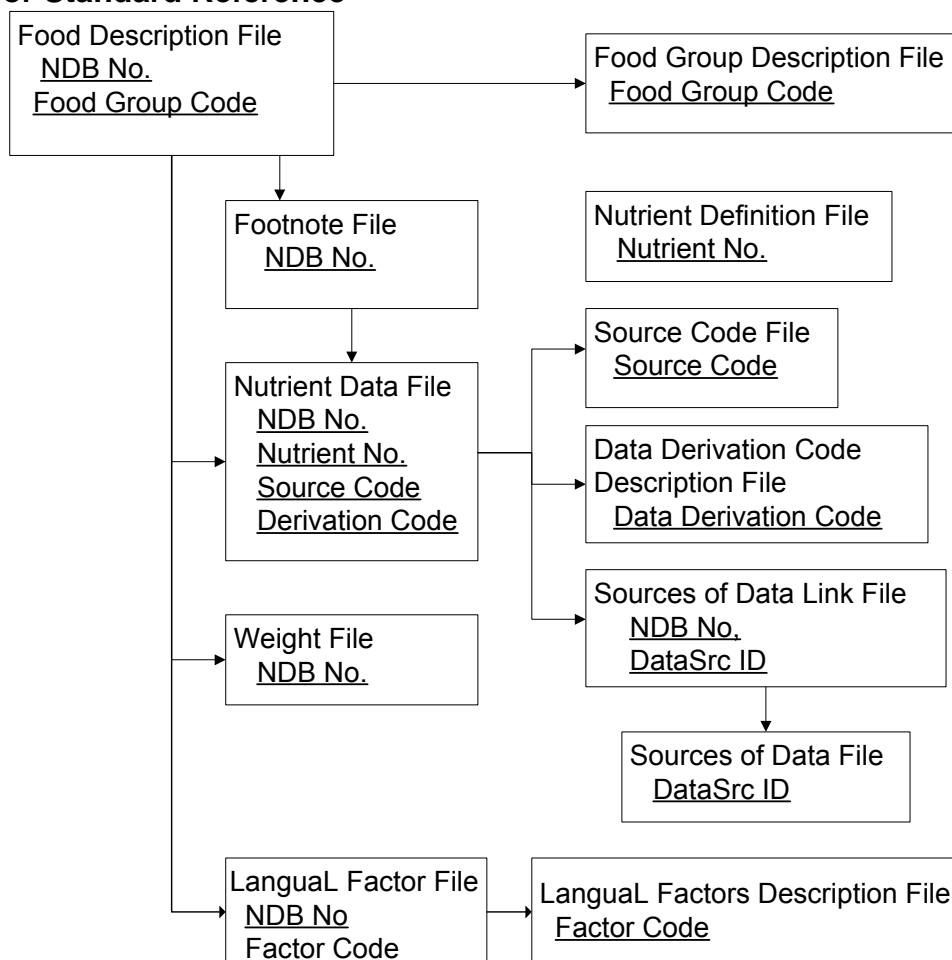 Standard Reference
Food Description File
NDB No.
Food Group Code
Food Group Description File
Food Group Code
Footnote File
NDB No.
Nutrient Definition File
Nutrient No.
Source Code File
Source Code
Nutrient Data File
NDB No.
Nutrient No.
Source Code
Derivation Code
Data Derivation Code
Description File
Data Derivation Code
Sources of Data Link File
NDB No,
DataSrc ID
Weight File
NDB No.
Sources of Data File
DataSrc ID
LanguaL Factor File
NDB No
Factor Code
LanguaL Factors Description File
Factor Code